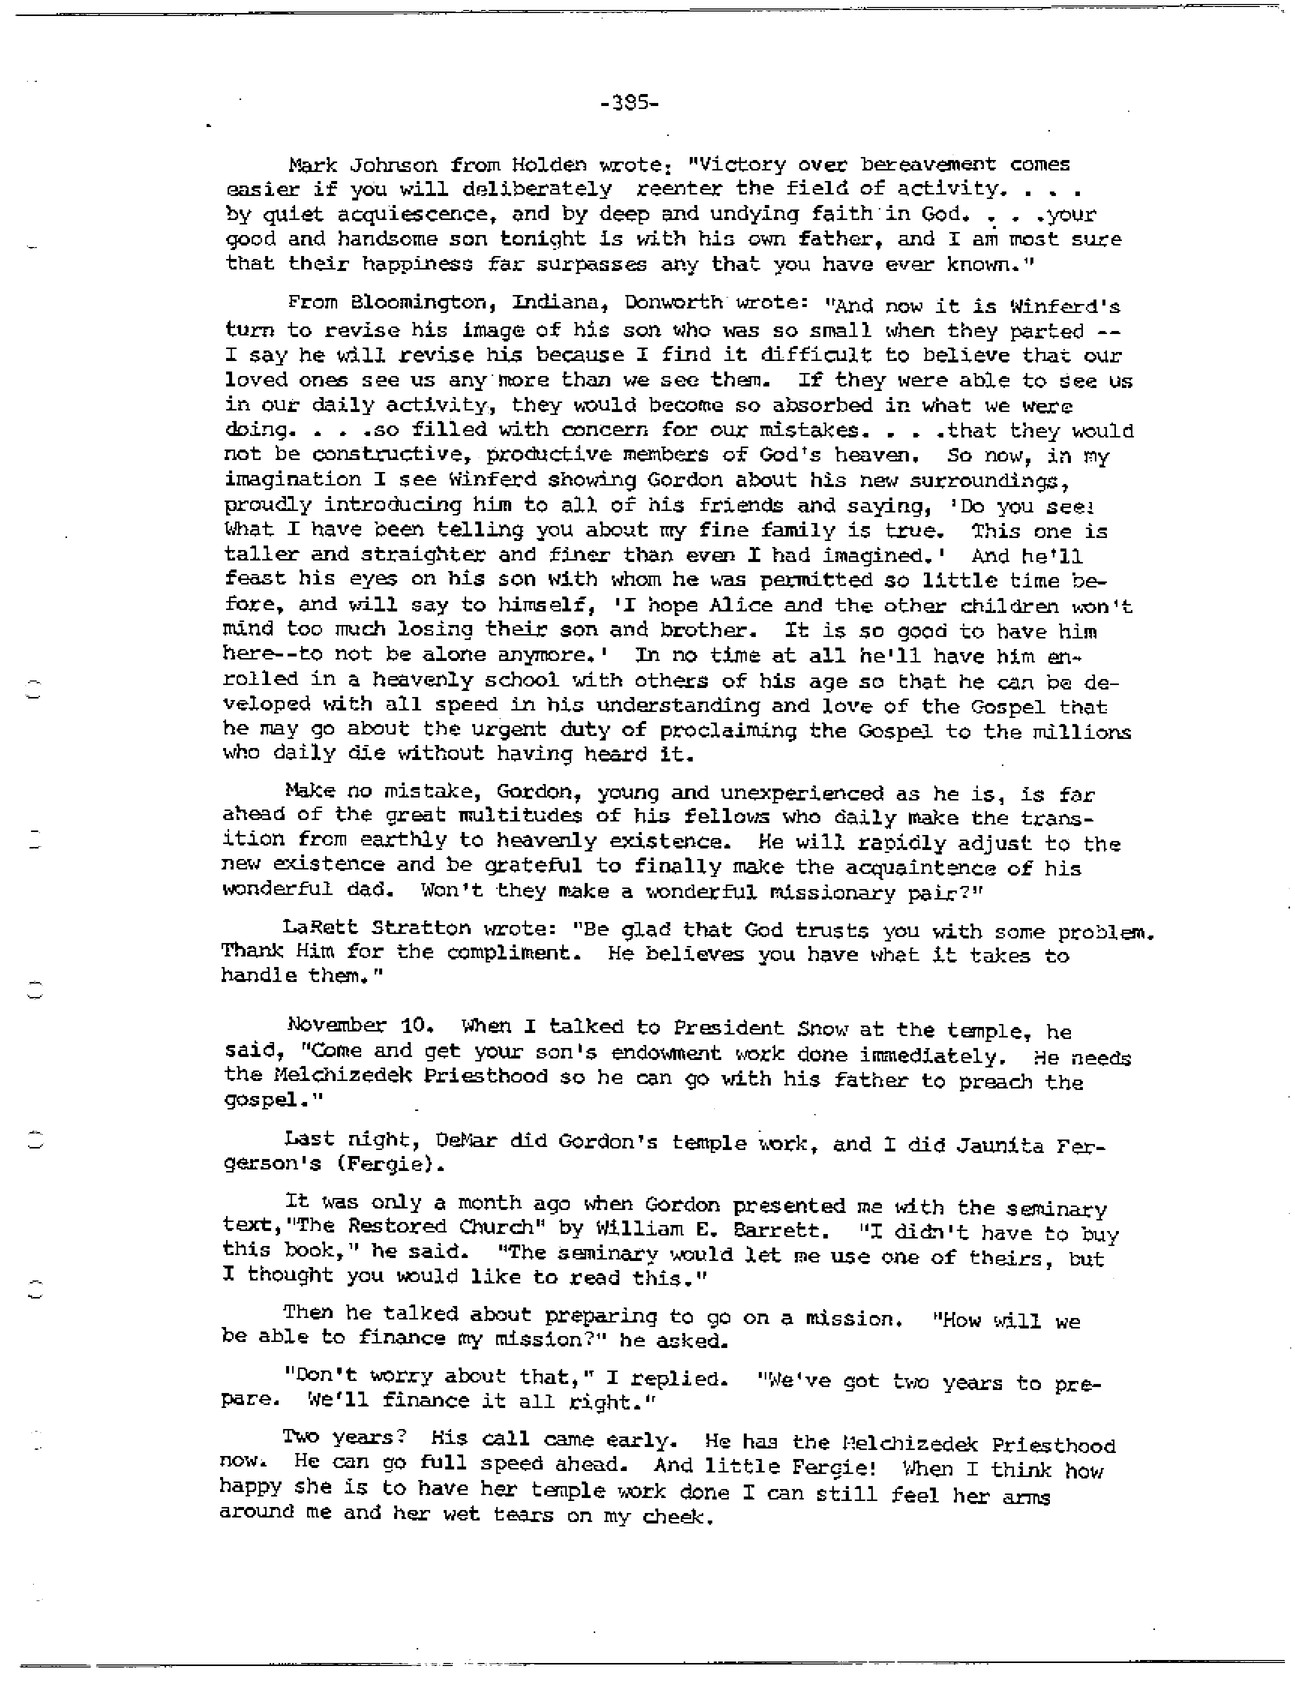 -385-
Mark Johnson from Holden wrote: "Victory over bereavement comes
easier if you will deliberately reenter the field of activity. . . .
by quiet acquiescence, and by deep and undying faith in God. . . .your
good and handsome son tonight is with his own father, and I am most sure
that their happiness far surpasses any that you have ever known."
From Bloomington, Indiana, Donworth wrote: "And now it is Winferd's
turn to revise his image of his son who was so small when they parted --
I say he will revise his because I find it difficult to believe that our
loved ones see us any more than we see them. If they were able to see us
in our daily activity, they would become so absorbed in what we were
doing. . . .so filled with concern for our mistakes. . . .that they would
not be constructive, productive members of God's heaven. So now, in my
imagination I see Winferd showing Gordon about his new surroundings,
proudly introducing him to all of his friends and saying, 'Do you see!
What I have been telling you about my fine family is true. This one is
taller and straighter and finer than even I had imagined.' And he'll
feast his eyes on his son with whom he was permitted so little time be-
fore, and will say to himself, 'I hope Alice and the other children won't
mind too much losing their son and brother. It is so good to have him
here--to not be alone anymore.' In no time at all he'll have him en-
rolled in a heavenly school with others of his age so that he can be de-
veloped with all speed in his understanding and love of the Gospel that
he may go about the urgent duty of proclaiming the Gospel to the millions
who daily die without having heard it.
Make no mistake, Gordon, young and unexperienced as he is, is far
ahead of the great multitudes of his fellows who daily make the trans-
ition from earthly to heavenly existence. He will rapidly adjust to the
new existence and be grateful to finally make the acquaintence of his
wonderful dad. Won't they make a wonderful missionary pair?"
LaRett Stratton wrote: "Be glad that God trusts you with some problem.
Thank Him for the compliment. He believes you have what it takes to
handle them."
November 10. When I talked to President Snow at the temple, he
said, "Come and get your son's endowment work done immediately. He needs
the Melchizedek Priesthood so he can go with his father to preach the
gospel."
Last night, DeMar did Gordon's temple work, and I did Jaunita Fer-
gerson's (Fergie).
It was only a month ago when Gordon presented me with the seminary
text,"The Restored Church" by William E. Barrett. "I didn't have to buy
this book," he said. "The seminary would let me use one of theirs, but
I thought you would like to read this."
Then he talked about preparing to go on a mission. "How will we
be able to finance my mission?" he asked.
"Don't worry about that," I replied. "We've got two years to pre-
pare. We'll finance it all right."
Two years? His call came early. He has the Melchizedek Priesthood
now. He can go full speed ahead. And little Fergie! When I think how
happy she is to have her temple work done I can still feel her arms
around me and her wet tears on my cheek.